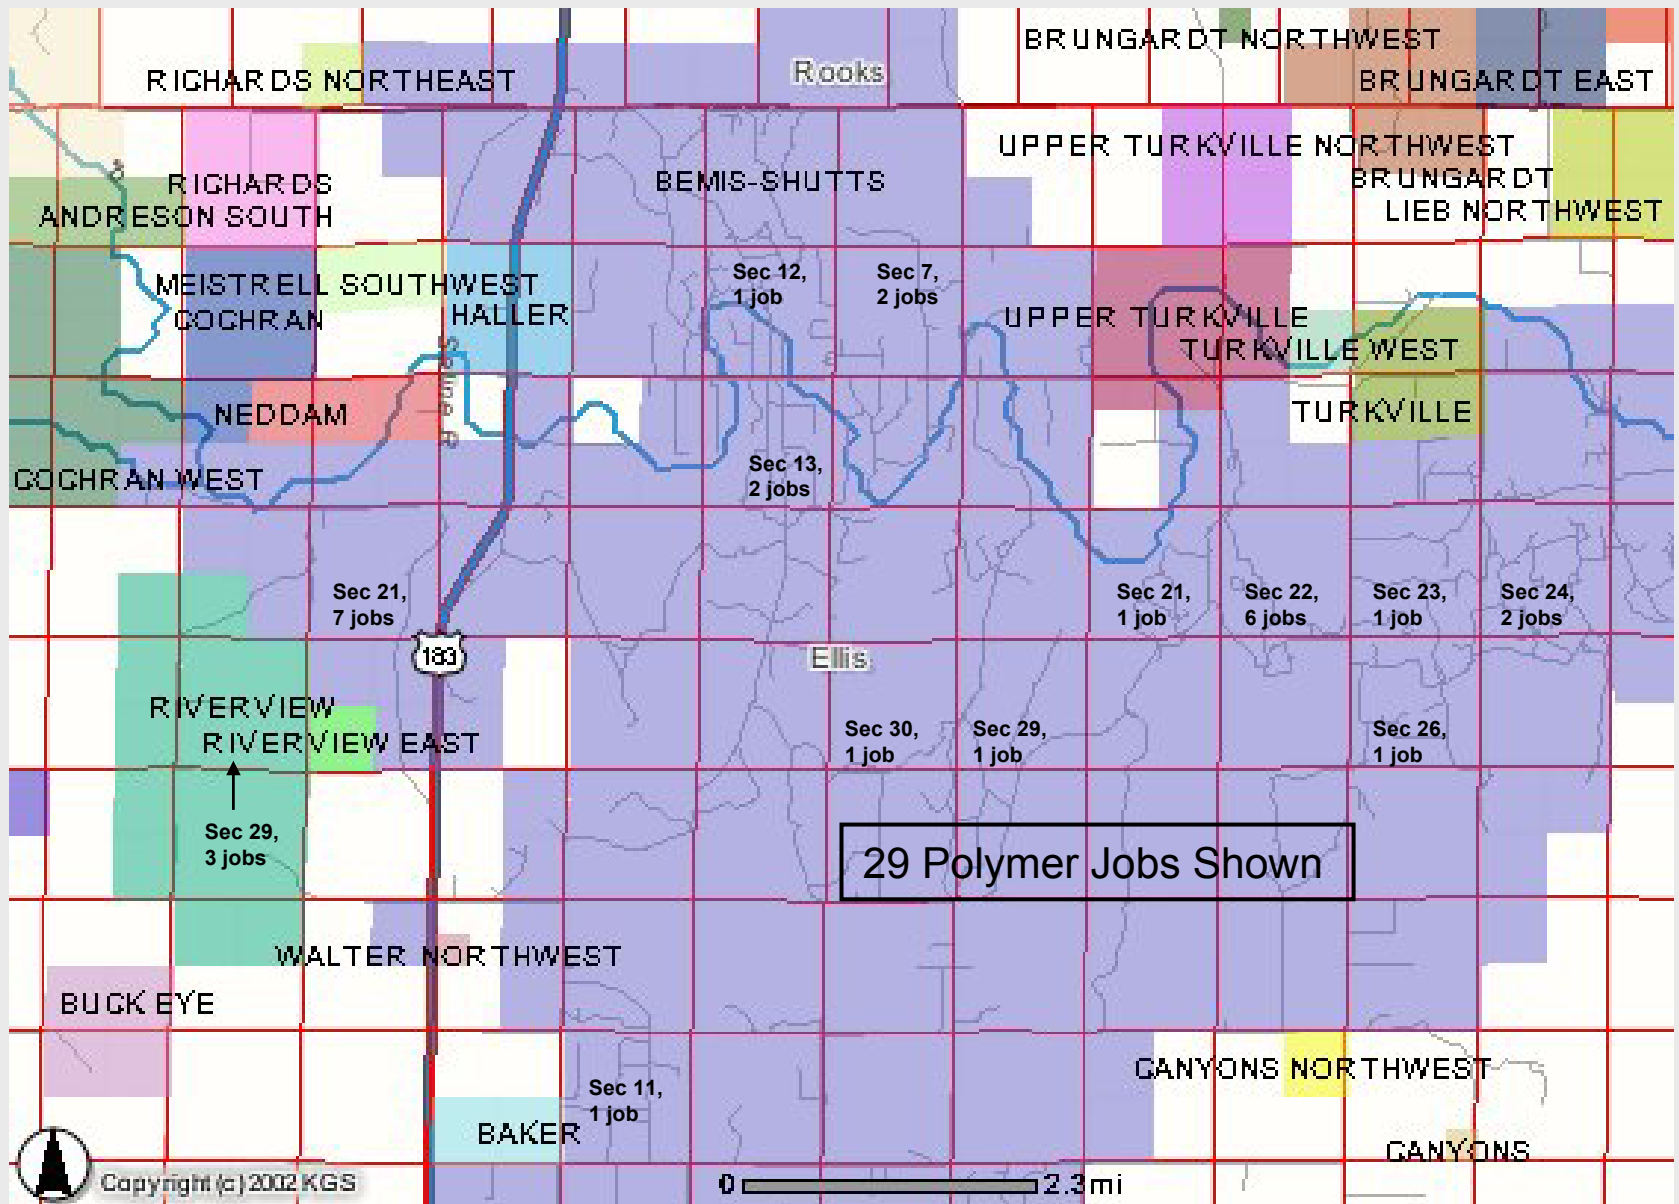 BRUNGARDT NORTHWEST
RICHARDS NORTHEAST
Rooks
BRUNGARDT EAST
UPPER TURKVILLE NORTHWEST
RICHARDS
BEMIS-SHUTTS
BRUNGARDT
ANDRESON SOUTH
LIEB NORTHWEST
MEISTRELL SOUTHWEST
Sec 12,
1 job
Sec 7,
2 jobs
COCHRAN
HALLER
UPPER TURKVILLE
TURKVILLE WEST
Saline R
NEDDAM
TURKVILLE
COCHRAN WEST
Sec 13,
2 jobs
Sec 21,
7 jobs
Sec 21,
1 job
Sec 22,
6 jobs
Sec 23,
1 job
Sec 24,
2 jobs
183
Ellis
RIVERVIEW
RIVERVIEW EAST
Sec 30,
1 job
Sec 29,
1 job
Sec 26,
1 job
Sec 29,
3 jobs
29 Polymer Jobs Shown
WALTER NORTHWEST
BUCKEYE
CANYONS NORTHWEST
Sec 11,
1 job
BAKER
CANYONS
Copyright (c) 2002 KGS
0 2.3mi